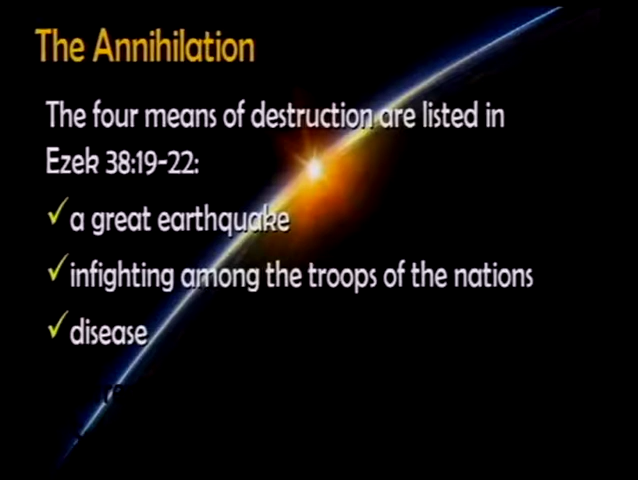 The Annihilation
The four means of destruction are listed in
Ezek 38:19-22:
✓a great earthquake
✓infighting among the troops of the nations
✓disease